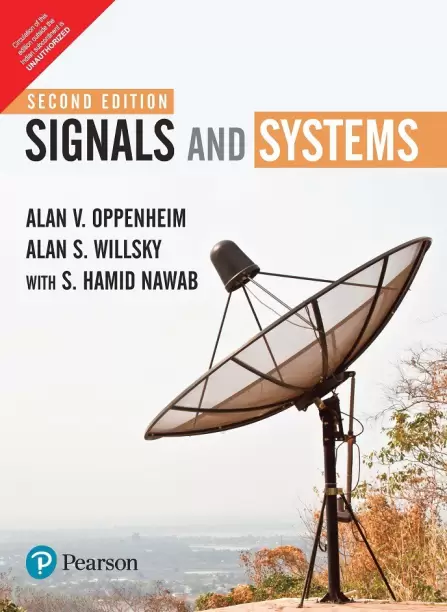 Circulation of this
edition outside the
Indian subcontinent is
UNAUTHORIZED
SECOND EDITION
SIGNALS AND SYSTEMS
ALAN V. OPPENHEIM
ALAN S. WILLSKY
WITH S. HAMID NAWAB
Pearson